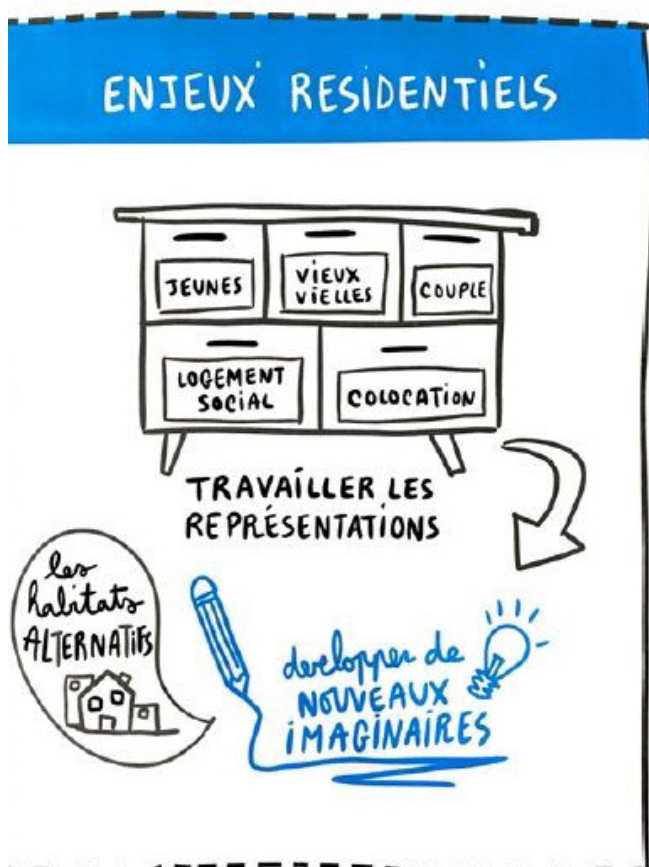 ENJEUX RESIDENTIELS
JEUNES
VIEUX
VIELLES
COUPLE
LOGEMENT
SOCIAL
COLOCATION
TRAVAILLER LES
REPRÉSENTATIONS
les
habitats
ALTERNATIFS
developper de
NOUVEAUX
IMAGINAIRES